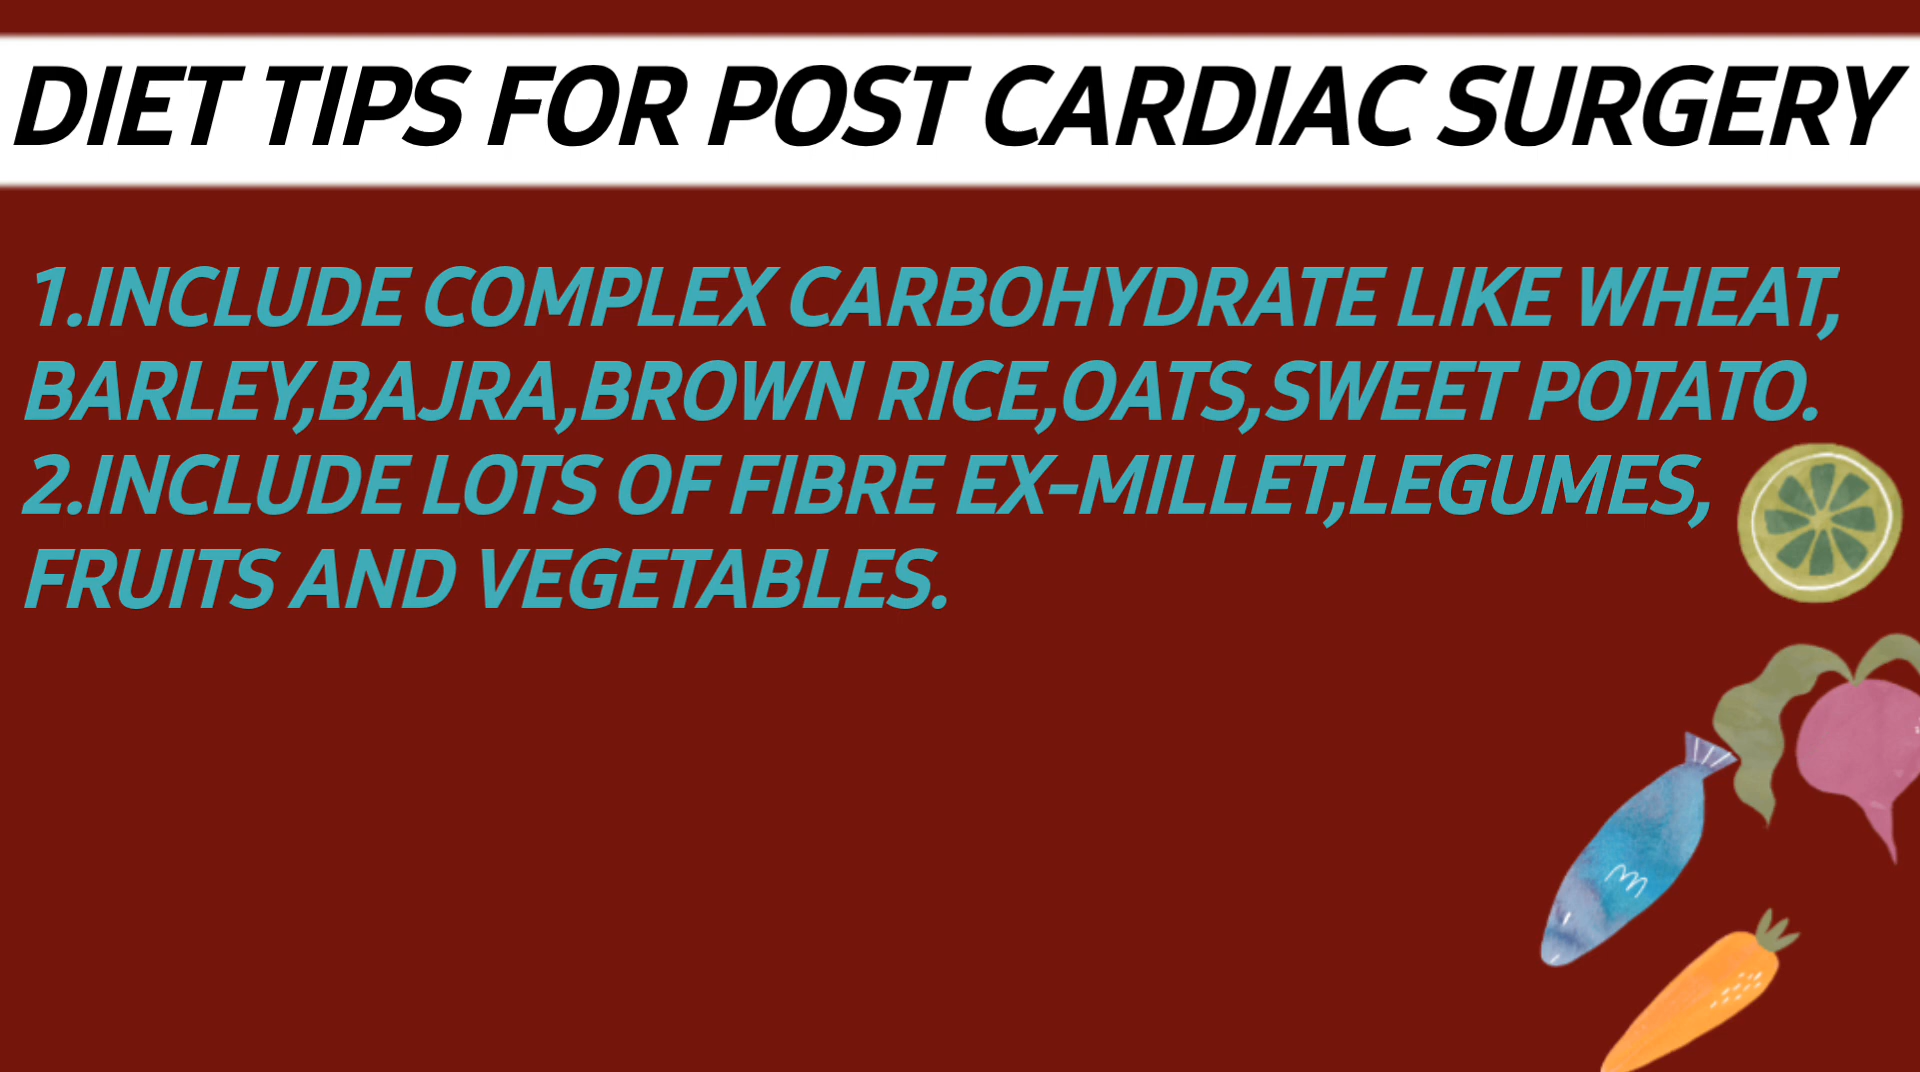 DIET TIPS FOR POST CARDIAC SURGERY
1.INCLUDE COMPLEX CARBOHYDRATE LIKE WHEAT,
BARLEY,BAJRA,BROWN RICE,OATS,SWEET POTATO.
2.INCLUDE LOTS OF FIBRE EX-MILLET,LEGUMES,
FRUITS AND VEGETABLES.